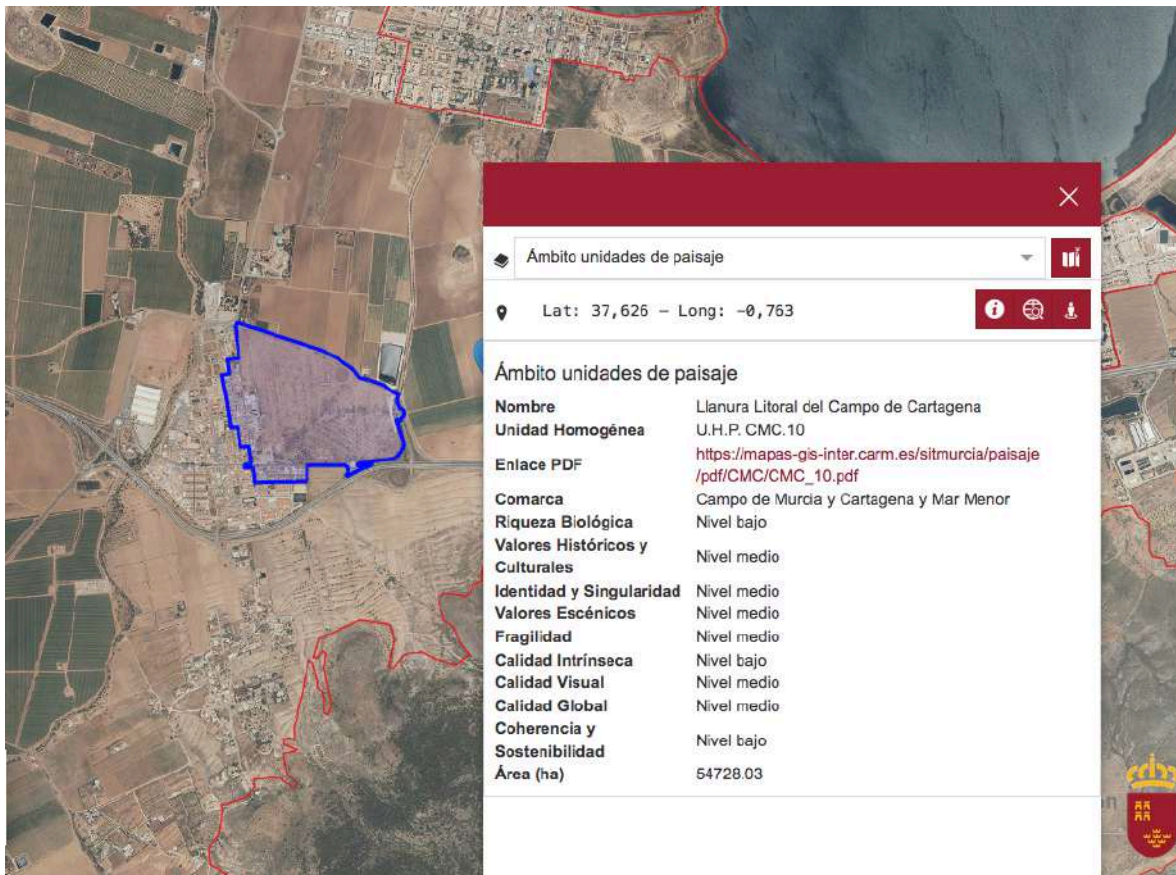 Ámbito unidades de paisaje
Lat: 37,626 – Long: -0,763
Ámbito unidades de paisaje
Nombre Llanura Litoral del Campo de Cartagena
Unidad Homogénea U.H.P. CMC.10
Enlace PDF https://mapas-gis-inter.carm.es/sitmurcia/paisaje
/pdf/CMC/CMC_10.pdf
Comarca Campo de Murcia y Cartagena y Mar Menor
Riqueza Biológica Nivel bajo
Valores Históricos y
Culturales Nivel medio
Identidad y Singularidad Nivel medio
Valores Escénicos Nivel medio
Fragilidad Nivel medio
Calidad Intrínseca Nivel bajo
Calidad Visual Nivel medio
Calidad Global Nivel medio
Coherencia y
Sostenibilidad Nivel bajo
Área (ha) 54728.03